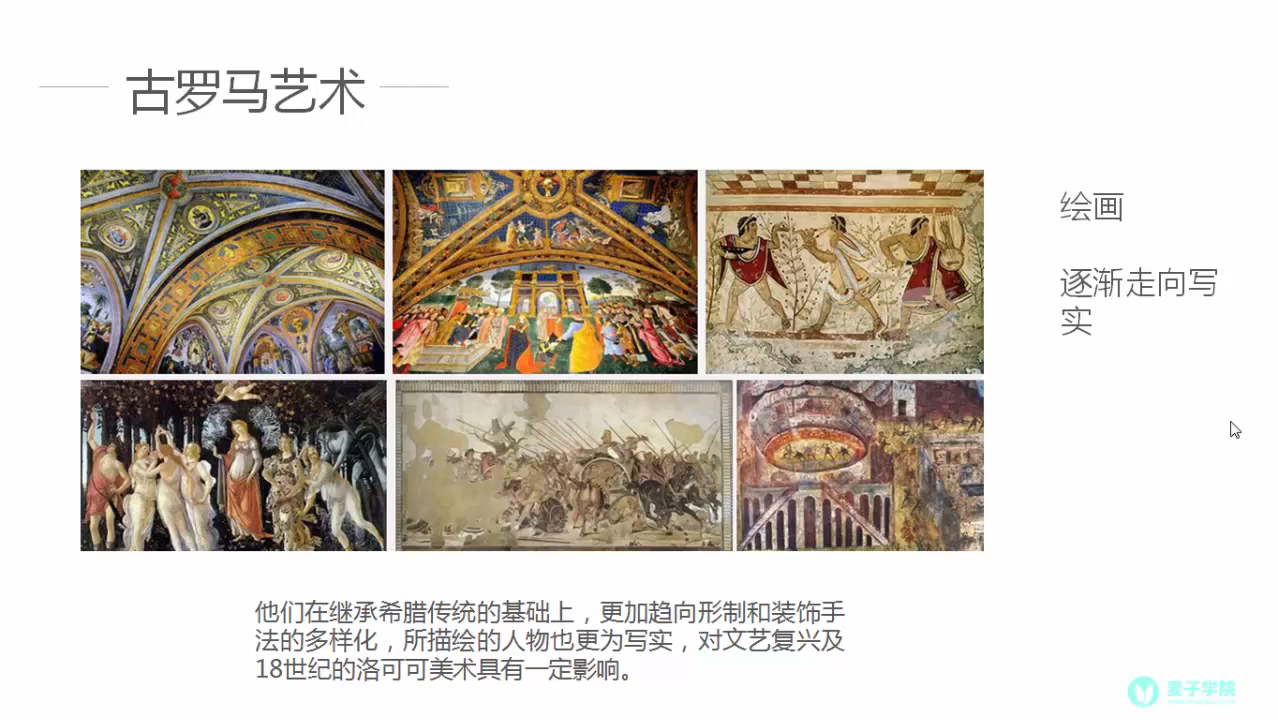 古罗马艺术
绘画
逐渐走向写
实
他们在继承希腊传统的基础上，更加趋向形制和装饰手
法的多样化，所描绘的人物也更为写实，对文艺复兴及
18世纪的洛可可美术具有一定影响。
麦子学院